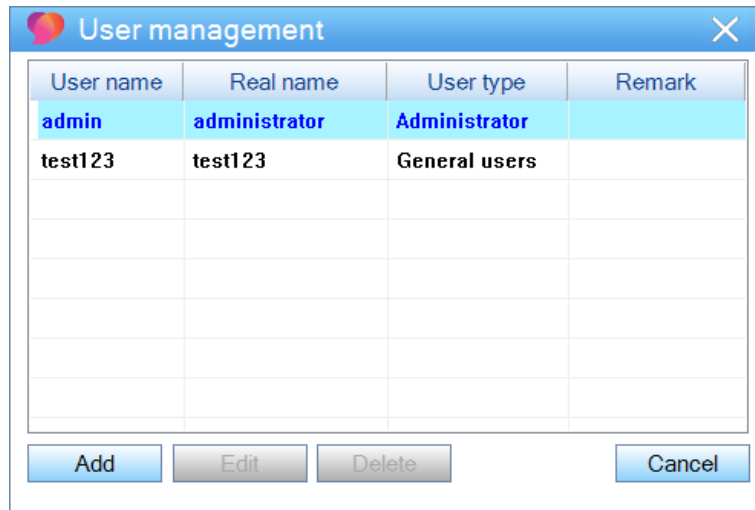 User management
User name Real name User type Remark
admin administrator Administrator
test123 test123 General users
Add Edit Delete Cancel